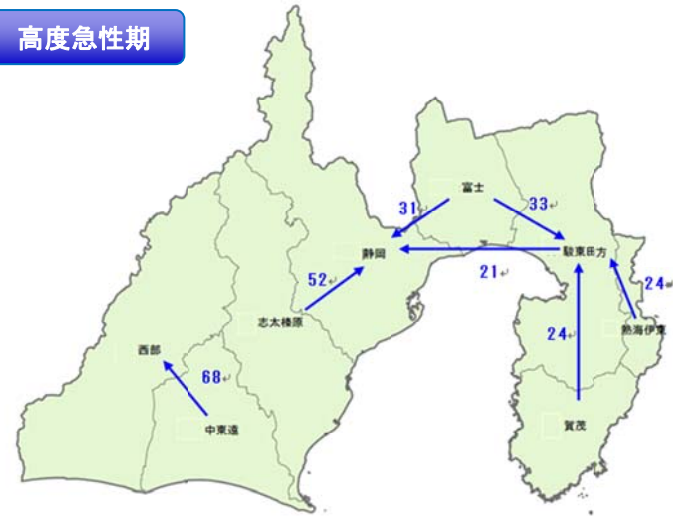 高度急性期
富士
31↵
33↵
静岡
駿東田方
21↵
52↵
24↵
志太榛原
熱海伊東
24↵
西部
68↵
中東遠
賀茂